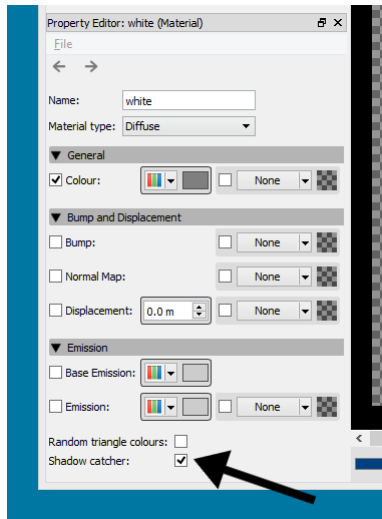 Property Editor: white (Material)
File
Name: white
Material type: Diffuse
General
Colour: None
Bump and Displacement
Bump: None
Normal Map: None
Displacement: 0.0 m None
Emission
Base Emission:
Emission: None
Random triangle colours:
Shadow catcher: